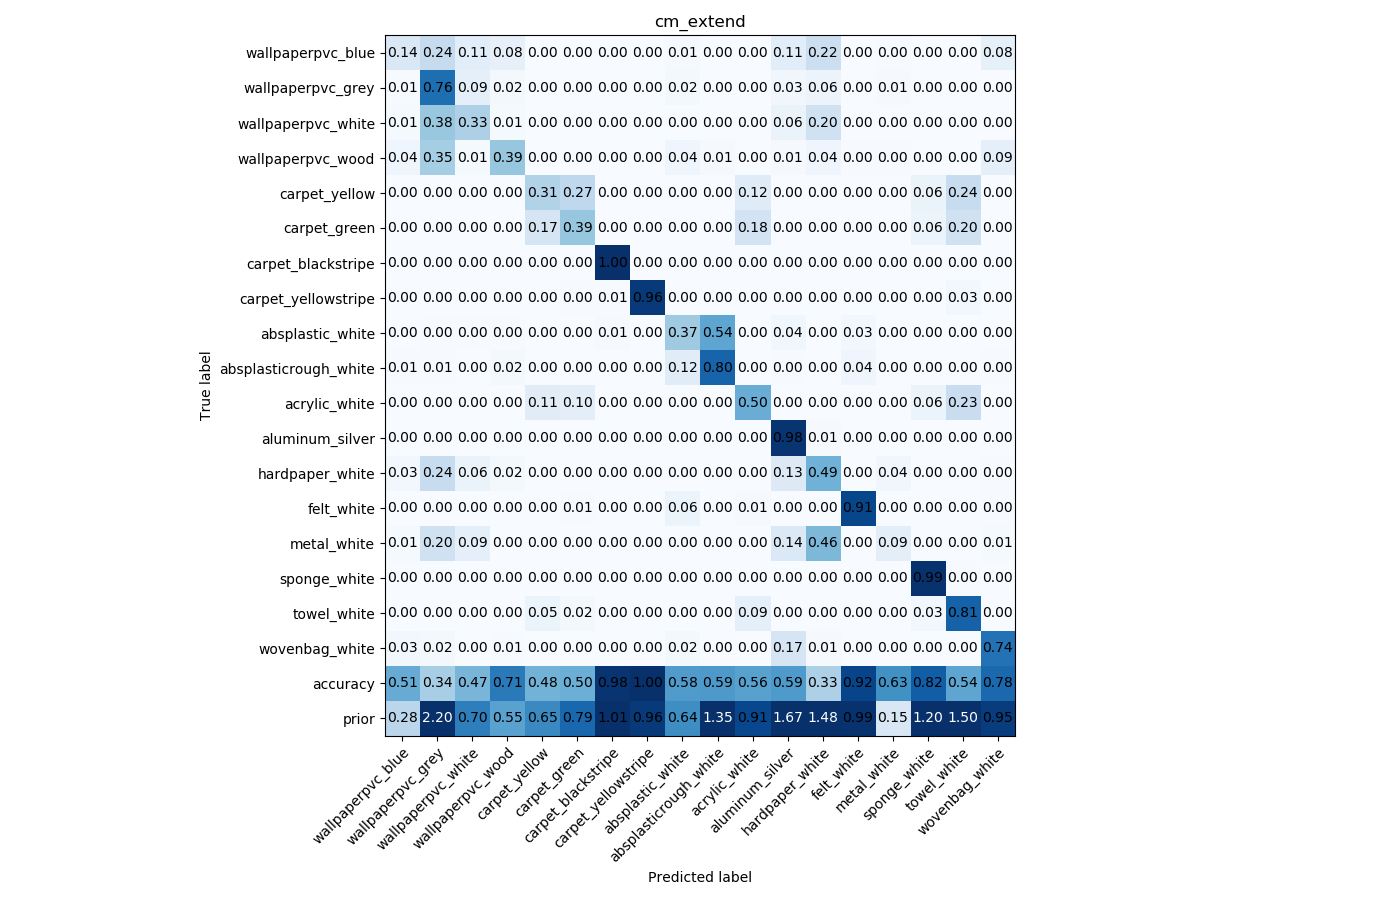 cm_extend
True label
wallpaperpvc_blue 0.14 0.24 0.11 0.08 0.00 0.00 0.00 0.00 0.01 0.00 0.00 0.11 0.22 0.00 0.00 0.00 0.00 0.08
wallpaperpvc_grey 0.01 0.76 0.09 0.02 0.00 0.00 0.00 0.00 0.02 0.00 0.00 0.03 0.06 0.00 0.01 0.00 0.00 0.00
wallpaperpvc_white 0.01 0.38 0.33 0.01 0.00 0.00 0.00 0.00 0.00 0.00 0.00 0.06 0.20 0.00 0.00 0.00 0.00 0.00
wallpaperpvc_wood 0.04 0.35 0.01 0.39 0.00 0.00 0.00 0.00 0.04 0.01 0.00 0.01 0.04 0.00 0.00 0.00 0.00 0.09
carpet_yellow 0.00 0.00 0.00 0.00 0.31 0.27 0.00 0.00 0.00 0.00 0.12 0.00 0.00 0.00 0.00 0.06 0.24 0.00
carpet_green 0.00 0.00 0.00 0.00 0.17 0.39 0.00 0.00 0.00 0.00 0.18 0.00 0.00 0.00 0.00 0.06 0.20 0.00
carpet_blackstripe 0.00 0.00 0.00 0.00 0.00 0.00 1.00 0.00 0.00 0.00 0.00 0.00 0.00 0.00 0.00 0.00 0.00 0.00
carpet_yellowstripe 0.00 0.00 0.00 0.00 0.00 0.00 0.01 0.96 0.00 0.00 0.00 0.00 0.00 0.00 0.00 0.00 0.03 0.00
absplastic_white 0.00 0.00 0.00 0.00 0.00 0.00 0.01 0.00 0.37 0.54 0.00 0.04 0.00 0.03 0.00 0.00 0.00 0.00
absplasticrough_white 0.01 0.01 0.00 0.02 0.00 0.00 0.00 0.00 0.12 0.80 0.00 0.00 0.00 0.04 0.00 0.00 0.00 0.00
acrylic_white 0.00 0.00 0.00 0.00 0.11 0.10 0.00 0.00 0.00 0.00 0.50 0.00 0.00 0.00 0.00 0.06 0.23 0.00
aluminum_silver 0.00 0.00 0.00 0.00 0.00 0.00 0.00 0.00 0.00 0.00 0.00 0.98 0.01 0.00 0.00 0.00 0.00 0.00
hardpaper_white 0.03 0.24 0.06 0.02 0.00 0.00 0.00 0.00 0.00 0.00 0.00 0.13 0.49 0.00 0.04 0.00 0.00 0.00
felt_white 0.00 0.00 0.00 0.00 0.00 0.01 0.00 0.00 0.06 0.00 0.01 0.00 0.00 0.91 0.00 0.00 0.00 0.00
metal_white 0.01 0.20 0.09 0.00 0.00 0.00 0.00 0.00 0.00 0.00 0.00 0.14 0.46 0.00 0.09 0.00 0.00 0.01
sponge_white 0.00 0.00 0.00 0.00 0.00 0.00 0.00 0.00 0.00 0.00 0.00 0.00 0.00 0.00 0.00 0.99 0.00 0.00
towel_white 0.00 0.00 0.00 0.00 0.05 0.02 0.00 0.00 0.00 0.00 0.09 0.00 0.00 0.00 0.00 0.03 0.81 0.00
wovenbag_white 0.03 0.02 0.00 0.01 0.00 0.00 0.00 0.00 0.02 0.00 0.00 0.17 0.01 0.00 0.00 0.00 0.00 0.74
accuracy 0.51 0.34 0.47 0.71 0.48 0.50 0.98 1.00 0.58 0.59 0.56 0.59 0.33 0.92 0.63 0.82 0.54 0.78
prior 0.28 2.20 0.70 0.55 0.65 0.79 1.01 0.96 0.64 1.35 0.91 1.67 1.48 0.99 0.15 1.20 1.50 0.95
wallpaperpvc_blue
wallpaperpvc_grey
wallpaperpvc_white
wallpaperpvc_wood
carpet_yellow
carpet_green
carpet_blackstripe
carpet_yellowstripe
absplastic_white
absplasticrough_white
acrylic_white
aluminum_silver
hardpaper_white
felt_white
metal_white
sponge_white
towel_white
wovenbag_white
Predicted label